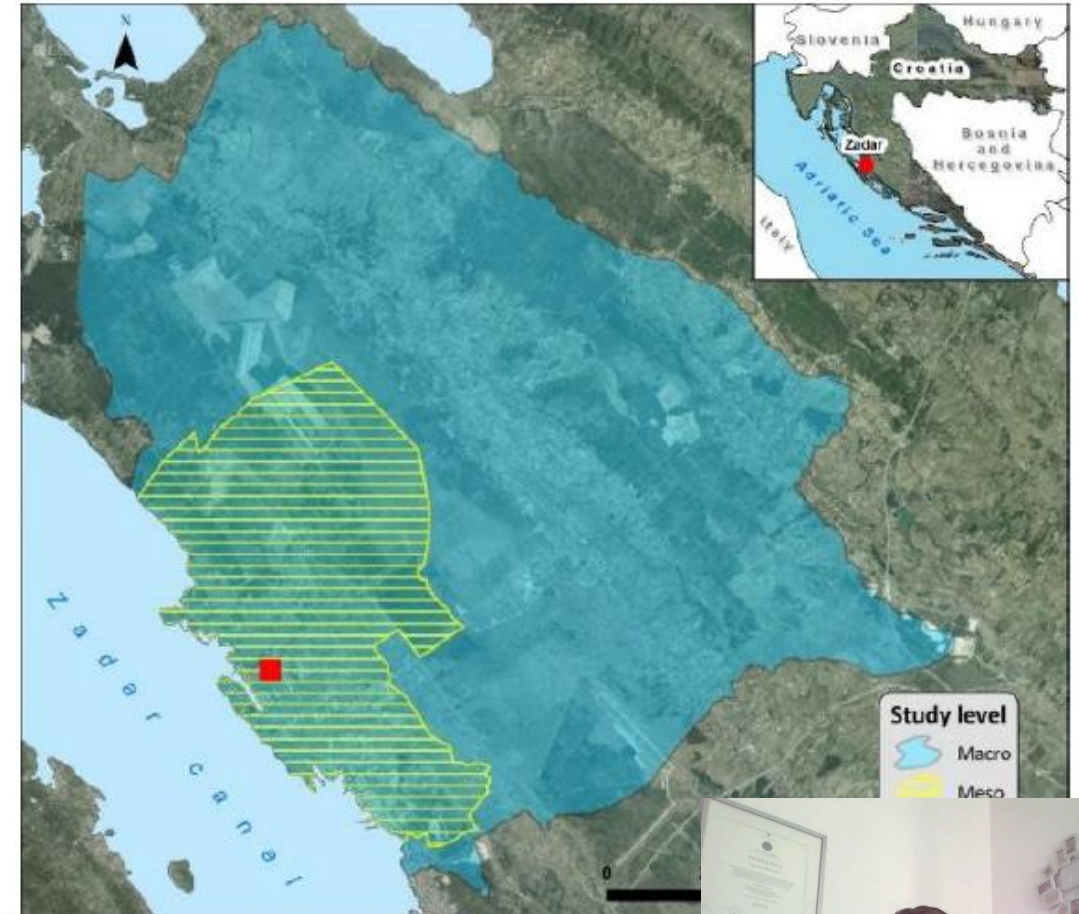 N
Hungary
Slovenia
Croatia
Bosnia
and
Hercegovina
Zadar
Adriatic Sea
Italy
Zadar canal
Study level
Macro
Meso
0